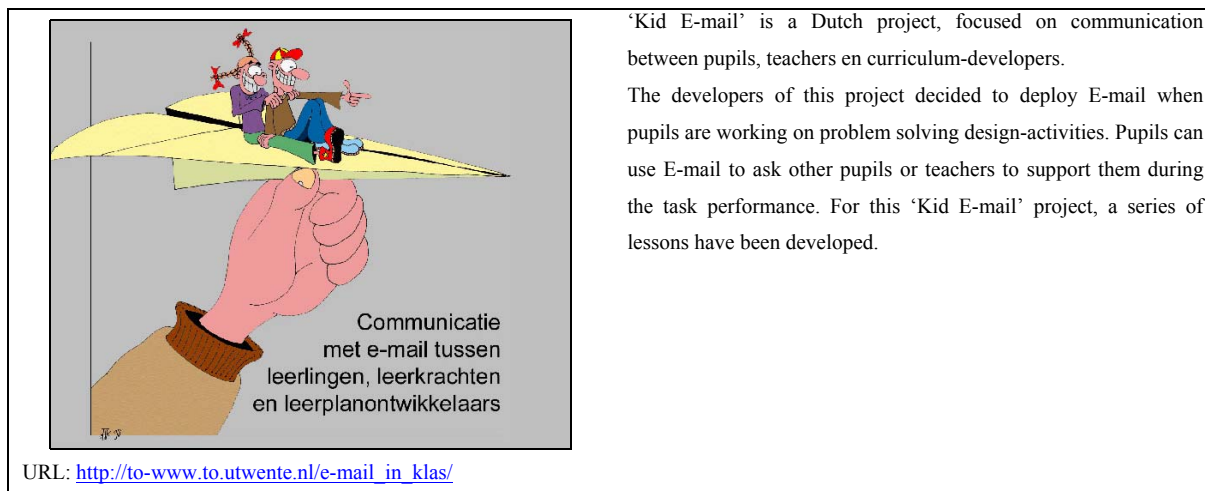 Communicatie
met e-mail tussen
leerlingen, leerkrachten
en leerplanontwikkelaars
URL: http://to-www.to.utwente.nl/e-mail_in_klas/
‘Kid E-mail’ is a Dutch project, focused on communication
between pupils, teachers en curriculum-developers.
The developers of this project decided to deploy E-mail when
pupils are working on problem solving design-activities. Pupils can
use E-mail to ask other pupils or teachers to support them during
the task performance. For this ‘Kid E-mail’ project, a series of
lessons have been developed.